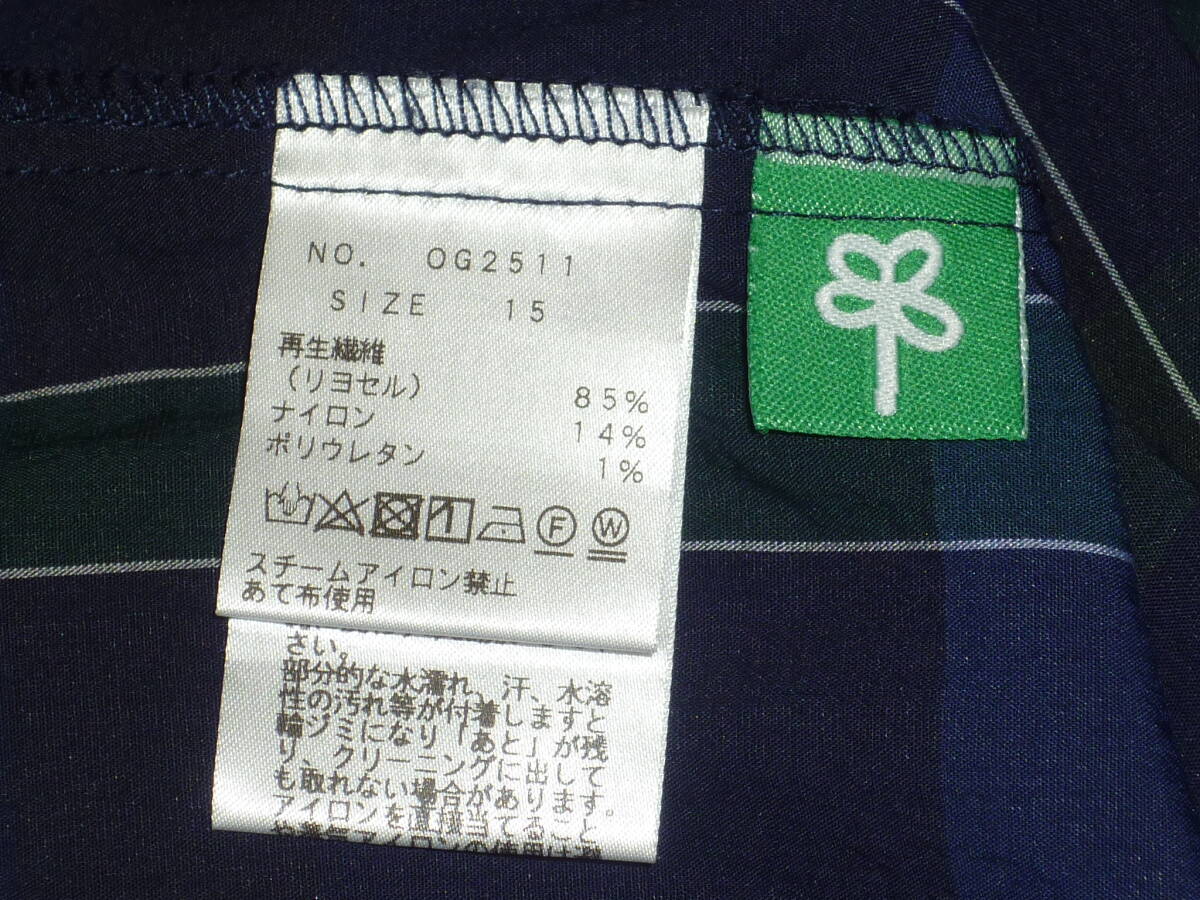 NO. OG2511
SIZE 15
再生繊維
(リヨセル) 85%
ナイロン 14%
ポリウレタン 1%
F W
スチームアイロン禁止
あて布使用
さい。
部分的な水濡れ、汗、水溶
性の汚れ等が付着しますと
輪ジミになり「あと」が残
り、クリーニングに出して
も取れない場合があります。
アイロンを直接当てること